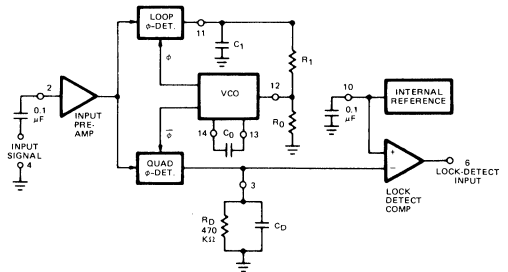 LOOP
ϕ-DET.
11
C1
R1
ϕ
2
INPUT
PRE-
AMP
0.1
μF
INPUT
SIGNAL
4
VCO
12
14
C0
13
R0
ϕ̅
QUAD
ϕ-DET.
3
RD
470
KΩ
CD
10
0.1
μF
INTERNAL
REFERENCE
+
−
LOCK
DETECT
COMP
6
LOCK-DETECT
INPUT